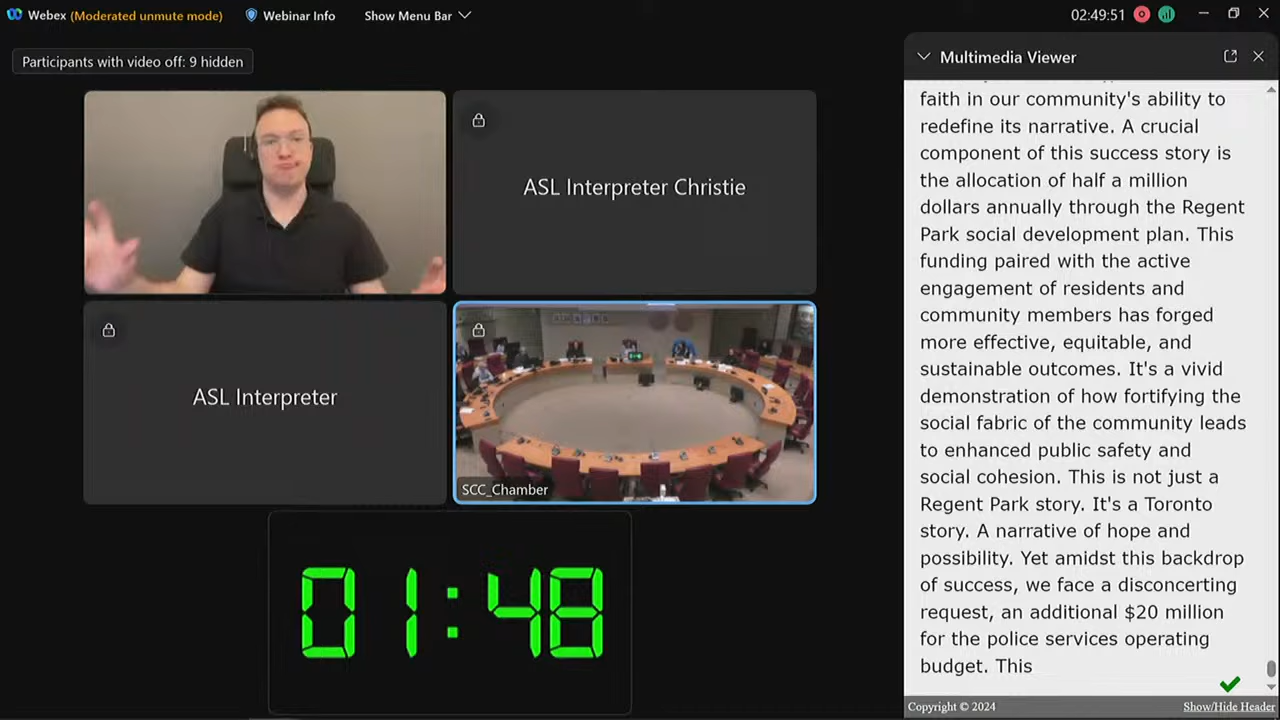 Webex (Moderated unmute mode)
Webinar Info
Show Menu Bar
02:49:51
Participants with video off: 9 hidden
ASL Interpreter Christie
ASL Interpreter
SCC_Chamber
01:48
Multimedia Viewer
faith in our community's ability to
redefine its narrative. A crucial
component of this success story is
the allocation of half a million
dollars annually through the Regent
Park social development plan. This
funding paired with the active
engagement of residents and
community members has forged
more effective, equitable, and
sustainable outcomes. It's a vivid
demonstration of how fortifying the
social fabric of the community leads
to enhanced public safety and
social cohesion. This is not just a
Regent Park story. It's a Toronto
story. A narrative of hope and
possibility. Yet amidst this backdrop
of success, we face a disconcerting
request, an additional $20 million
for the police services operating
budget. This
Copyright © 2024
Show/Hide Header